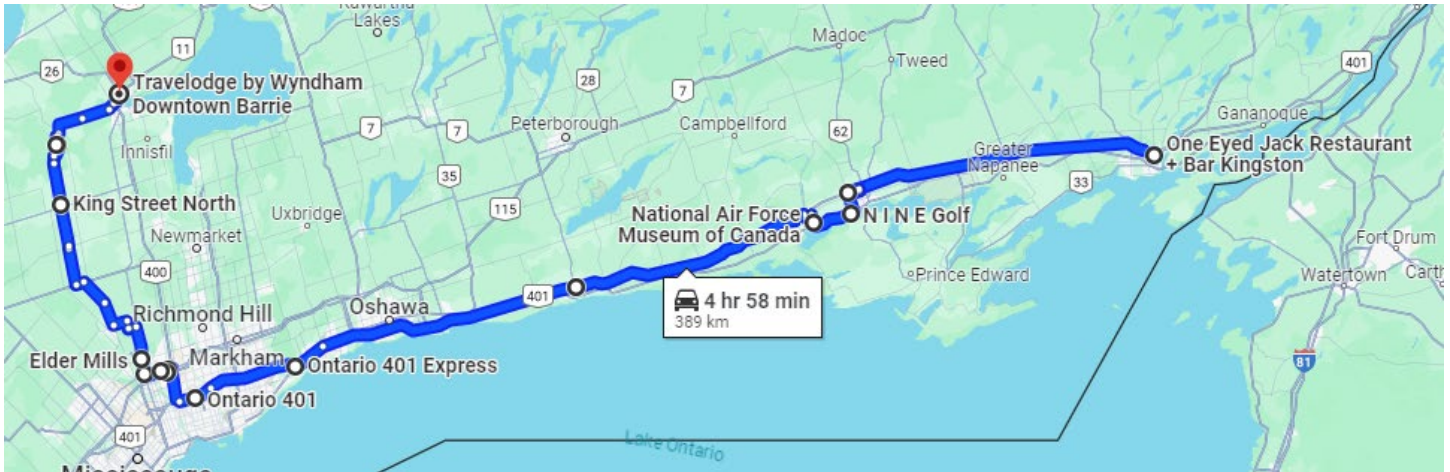 Kawartha
Lakes
Madoc
11
26
401
Tweed
Travelodge by Wyndham
Downtown Barrie
28
7
Gananoque
Peterborough
Campbellford
62
7
7
Innisfil
One Eyed Jack Restaurant
+ Bar Kingston
Greater
Napanee
35
33
King Street North
Uxbridge
115
National Air Force
Museum of Canada
N I N E Golf
Newmarket
Fort Drum
400
Prince Edward
Watertown
Carth
401
4 hr 58 min
389 km
Oshawa
Richmond Hill
Elder Mills
Markham
Ontario 401 Express
81
Ontario 401
401
Lake Ontario
Mississauga